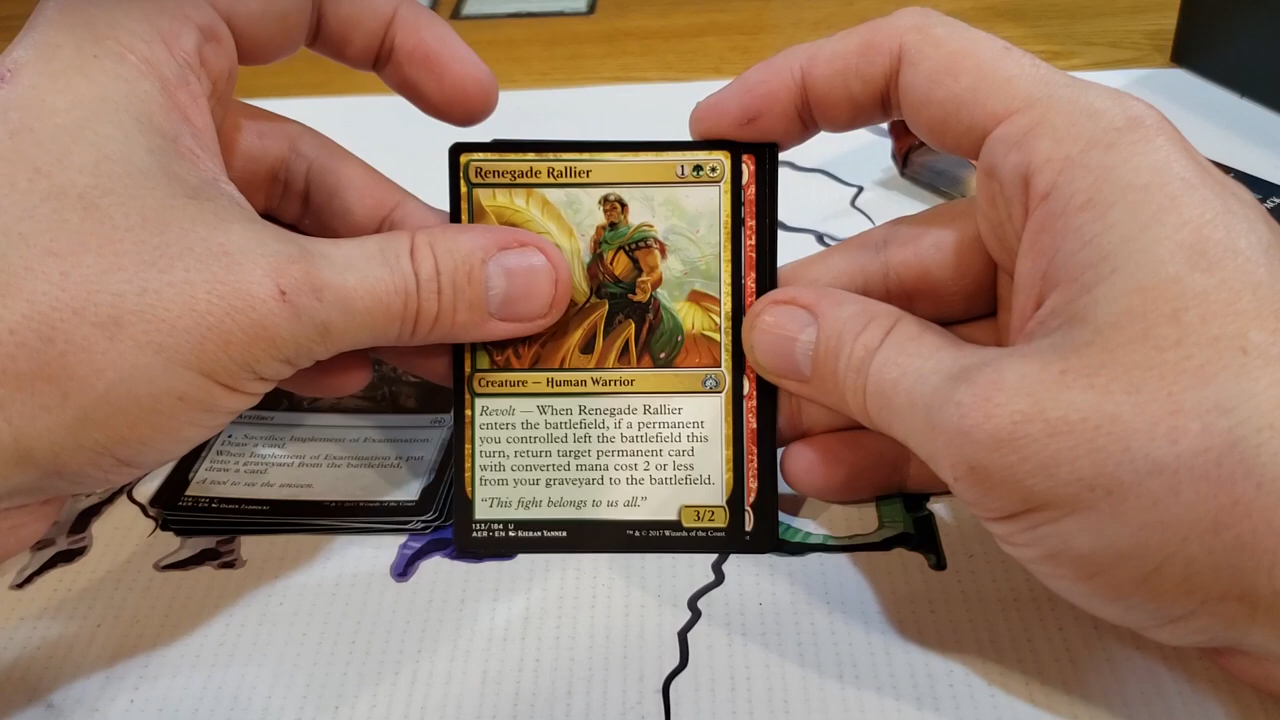 Renegade Rallier
1
Creature — Human Warrior
Revolt — When Renegade Rallier
enters the battlefield, if a permanent
you controlled left the battlefield this
turn, return target permanent card
with converted mana cost 2 or less
from your graveyard to the battlefield.
“This fight belongs to us all.”
3/2
133/184 U
AER • EN KIERAN YANNER
™ & © 2017 Wizards of the Coast
Artifact
, Sacrifice Implement of Examination:
Draw a card.
When Implement of Examination is put
into a graveyard from the battlefield,
draw a card.
A tool to see the unseen.
AER • EN
™ & © 2017 Wizards of the Coast